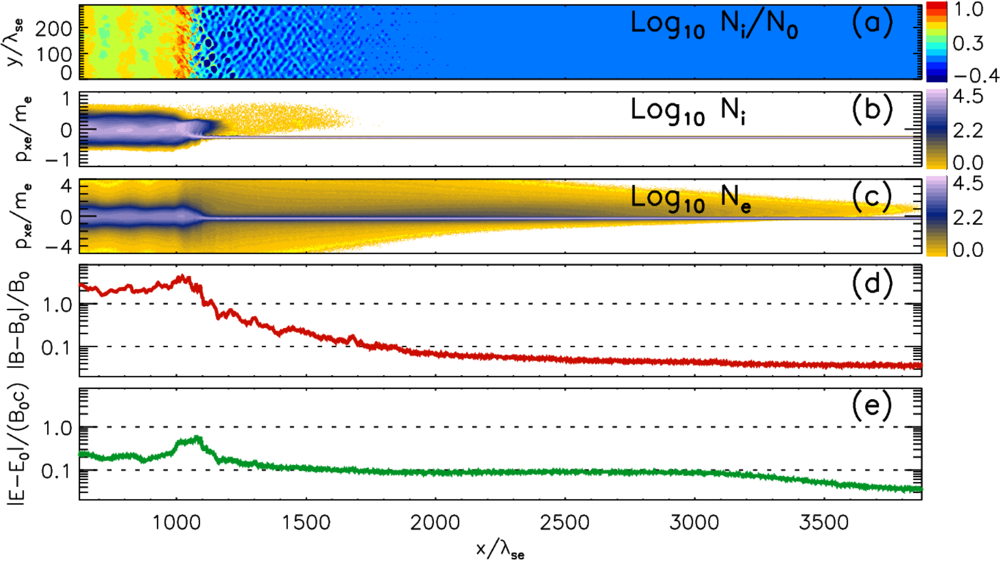 y/λse
200
100
0
Log10 Ni/N0
(a)
1.0
0.3
−0.4
pxe/me
1
0
−1
Log10 Ni
(b)
4.5
2.2
0.0
pxe/me
4
0
−4
Log10 Ne
(c)
4.5
2.2
0.0
|B−B0|/B0
1.0
0.1
(d)
|E−E0|/(B0c)
1.0
0.1
(e)
1000 1500 2000 2500 3000 3500
x/λse